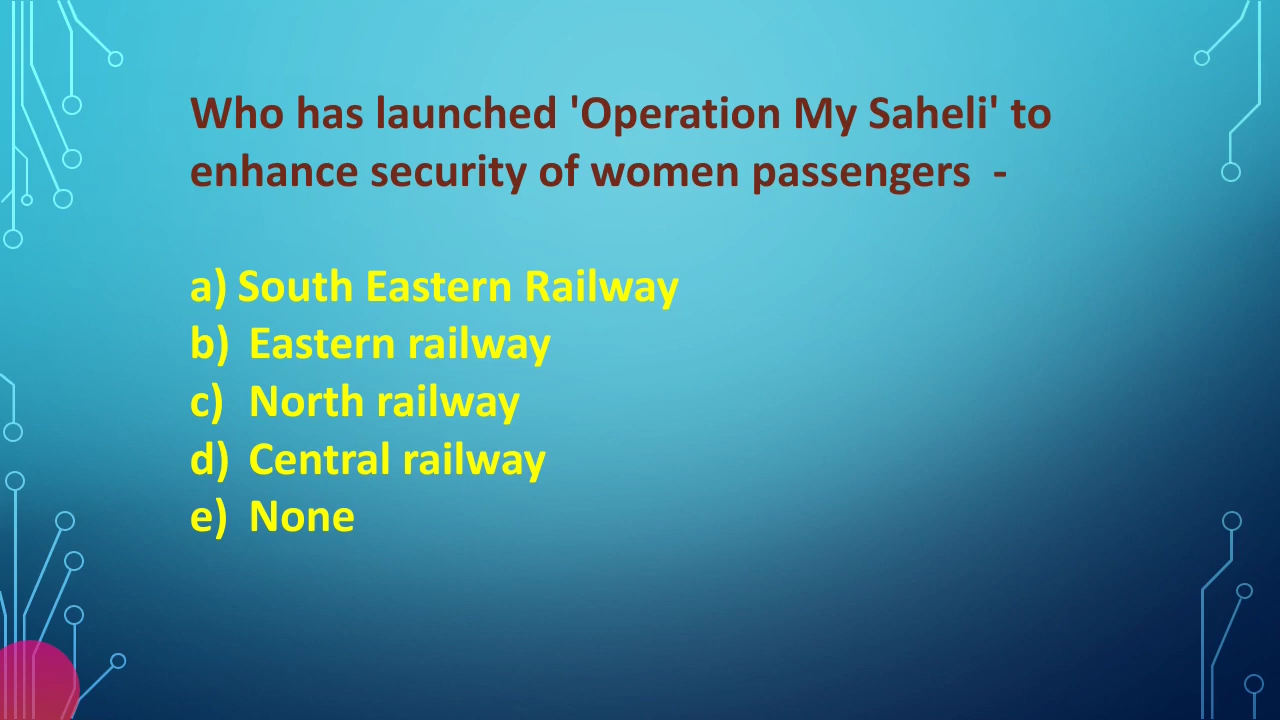 Who has launched 'Operation My Saheli' to
enhance security of women passengers  -
a) South Eastern Railway
b)  Eastern railway
c)  North railway
d)  Central railway
e)  None